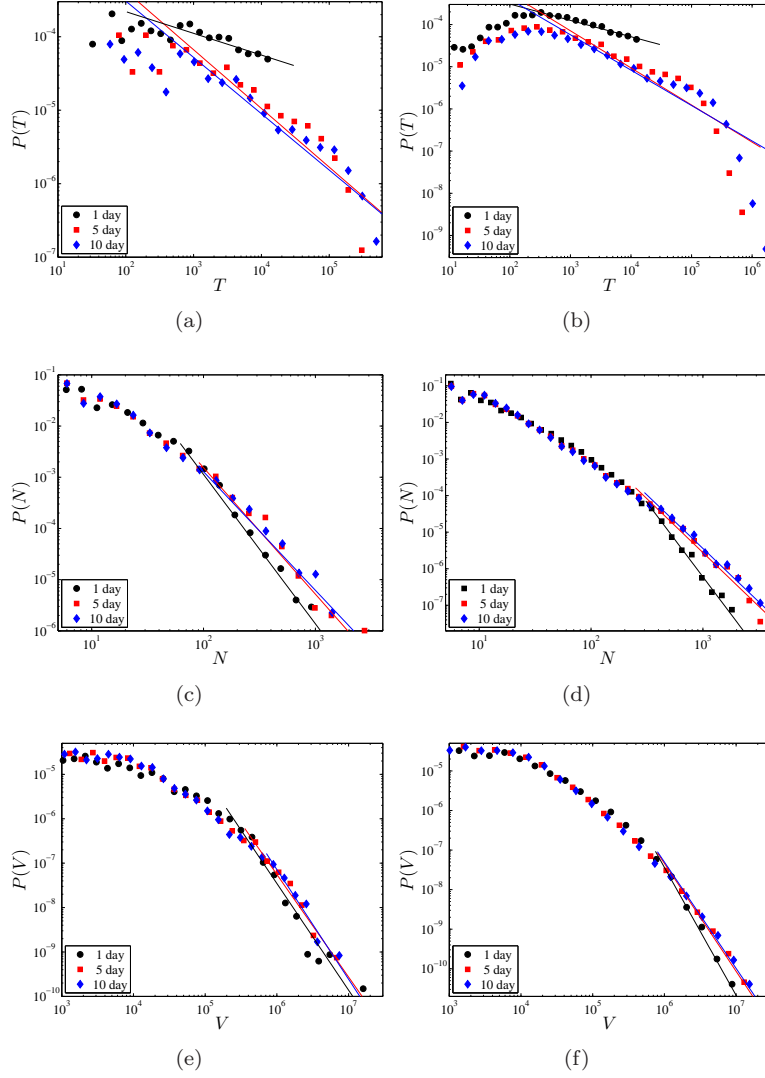 10^-4
10^-5
10^-6
10^-7
P(T)
1 day
5 day
10 day
10^1 10^2 10^3 10^4 10^5
T
(a)
10^-4
10^-5
10^-6
10^-7
10^-8
10^-9
P(T)
1 day
5 day
10 day
10^1 10^2 10^3 10^4 10^5 10^6
T
(b)
10^-1
10^-2
10^-3
10^-4
10^-5
10^-6
P(N)
1 day
5 day
10 day
10^1 10^2 10^3
N
(c)
10^-1
10^-2
10^-3
10^-4
10^-5
10^-6
10^-7
P(N)
1 day
5 day
10 day
10^1 10^2 10^3
N
(d)
10^-5
10^-6
10^-7
10^-8
10^-9
10^-10
P(V)
1 day
5 day
10 day
10^3 10^4 10^5 10^6 10^7
V
(e)
10^-5
10^-6
10^-7
10^-8
10^-9
10^-10
P(V)
1 day
5 day
10 day
10^3 10^4 10^5 10^6 10^7
V
(f)